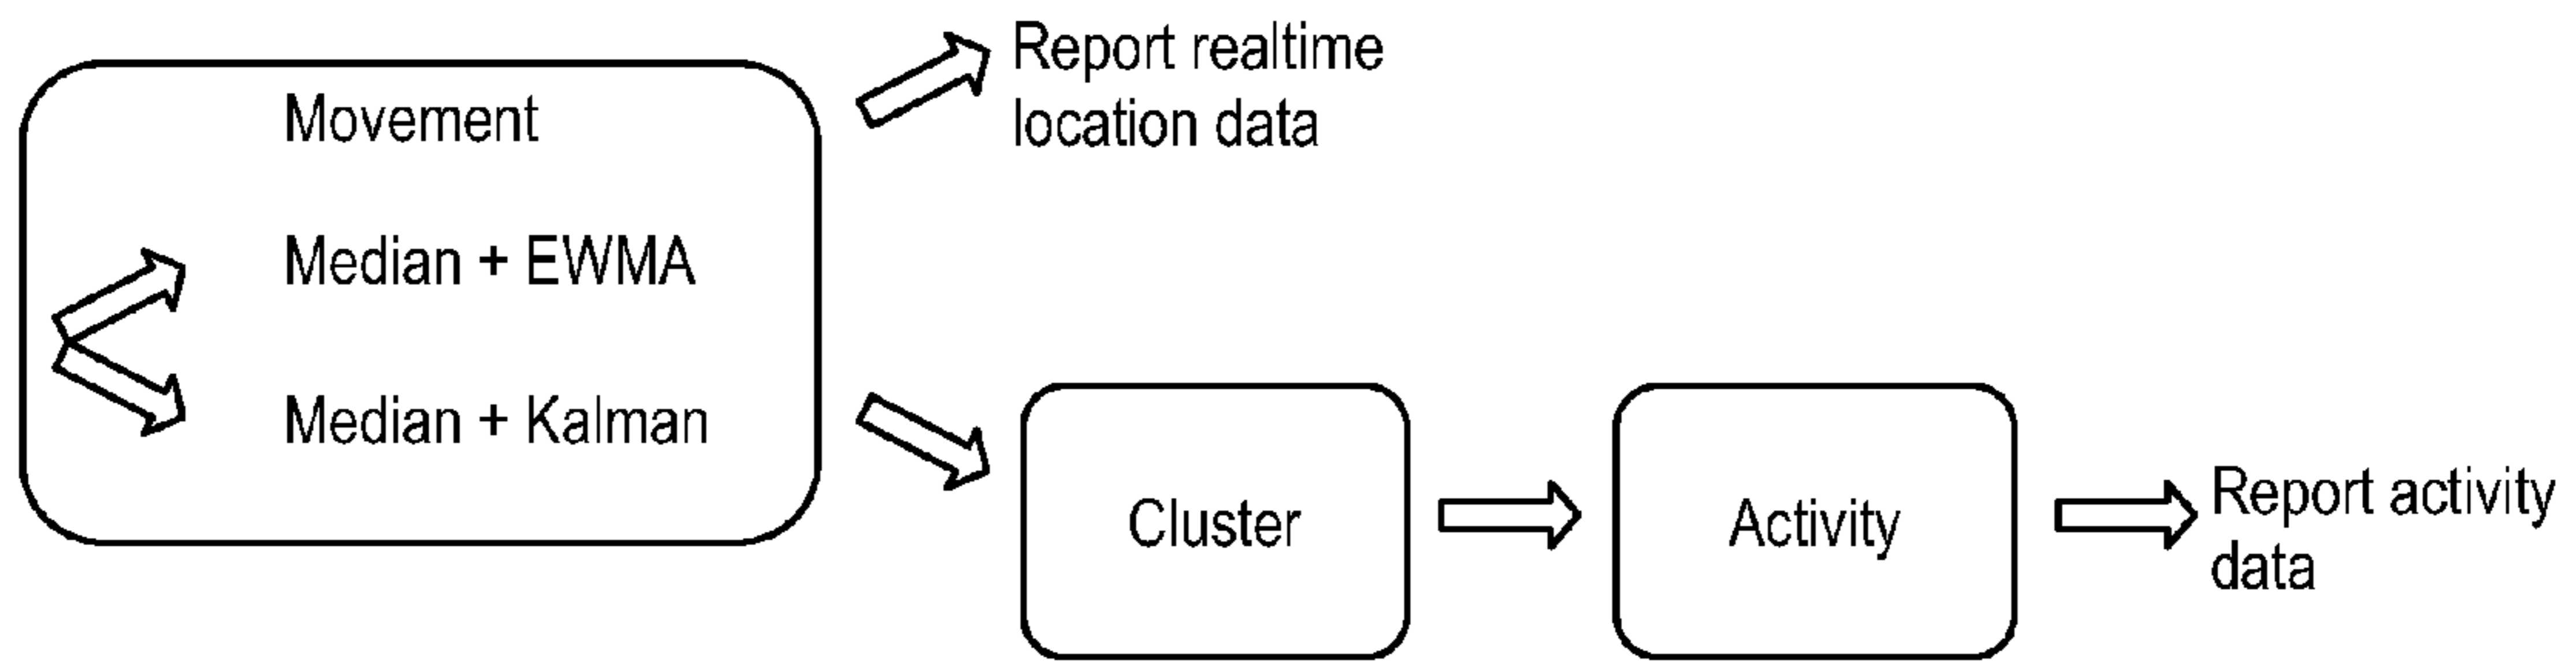 Movement
Median + EWMA
Median + Kalman
Report realtime
location data
Cluster
Activity
Report activity
data